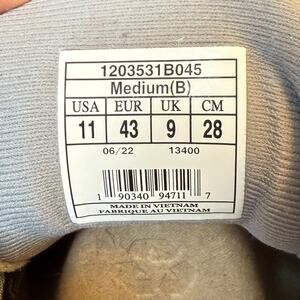 1203531B045
Medium(B)
USA EUR UK CM
11 43 9 28
06/22 13400
1 90340 94711 7
MADE IN VIETNAM
FABRIQUE AU VIETNAM